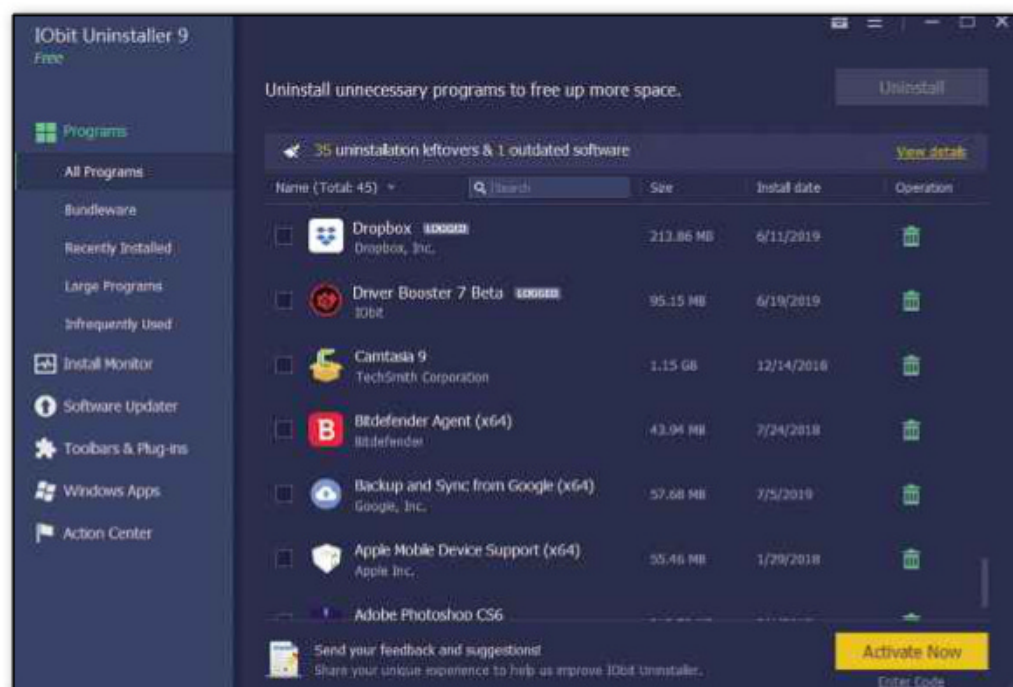 IObit Uninstaller 9
Free
Uninstall unnecessary programs to free up more space.
Uninstall
Programs
35 uninstallation leftovers & 1 outdated software
View details
All Programs
Name (Total: 45)
Search
Size
Install date
Operation
Bundleware
Recently Installed
Large Programs
Infrequently Used
Install Monitor
Software Updater
Toolbars & Plug-ins
Windows Apps
Action Center
Dropbox LOGGED
Dropbox, Inc.
213.86 MB
6/11/2019
Driver Booster 7 Beta LOGGED
IObit
95.15 MB
6/19/2019
Camtasia 9
TechSmith Corporation
1.15 GB
12/14/2018
B
Bitdefender Agent (x64)
Bitdefender
43.94 MB
7/24/2018
Backup and Sync from Google (x64)
Google, Inc.
57.68 MB
7/5/2019
Apple Mobile Device Support (x64)
Apple Inc.
55.46 MB
1/29/2018
Adobe Photoshop CS6
Send your feedback and suggestions!
Share your unique experience to help us improve IObit Uninstaller.
Activate Now
Enter Code